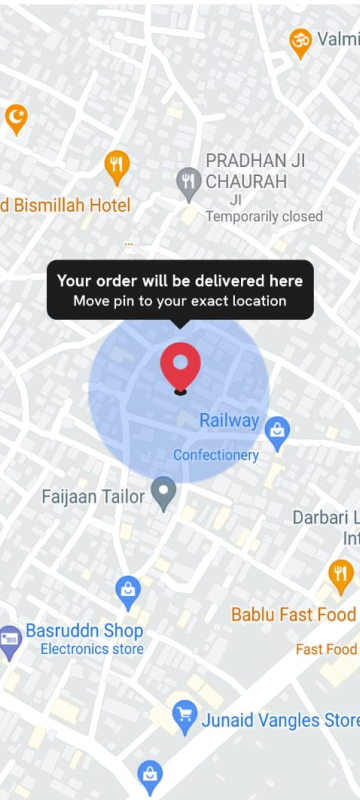 Valmi
PRADHAN JI
CHAURAH
JI
Temporarily closed
d Bismillah Hotel
...
Your order will be delivered here
Move pin to your exact location
Railway
Confectionery
Faijaan Tailor
Darbari L
Int
Bablu Fast Food
Fast Food
Basruddn Shop
Electronics store
Junaid Vangles Store